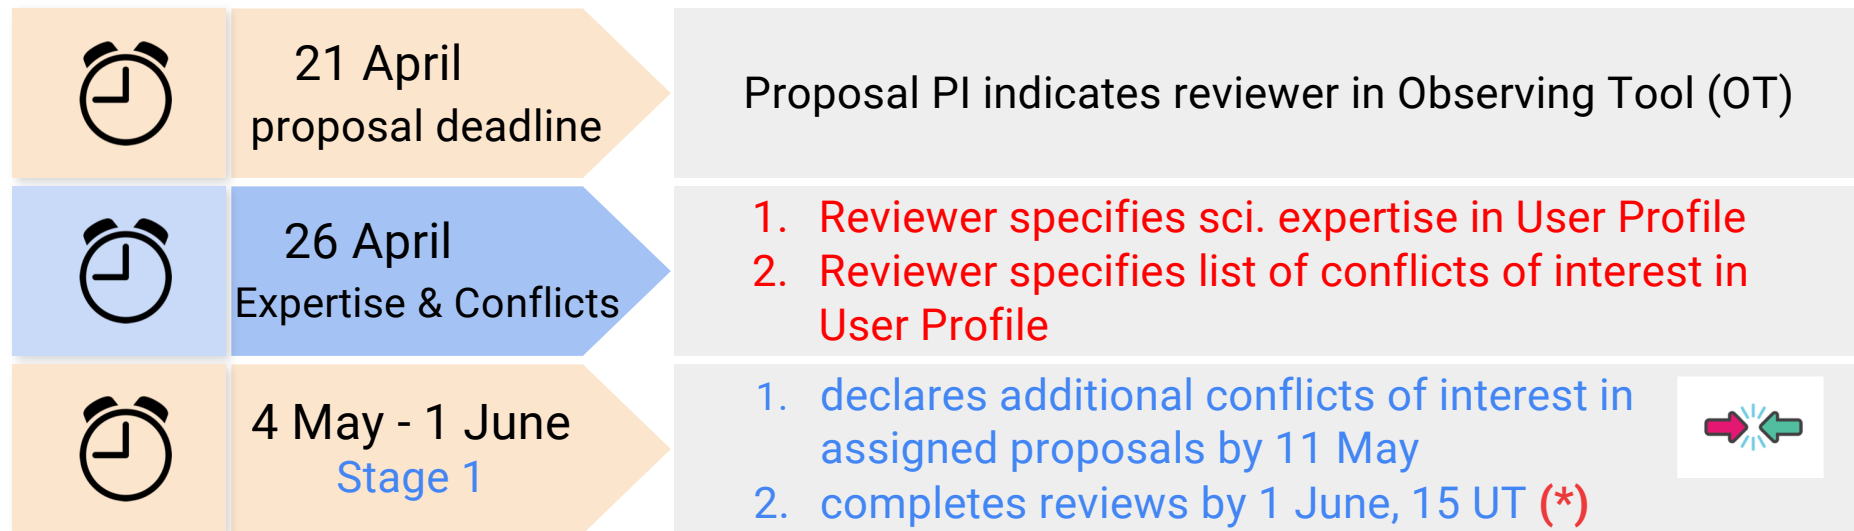 21 April
proposal deadline
Proposal PI indicates reviewer in Observing Tool (OT)
26 April
Expertise & Conflicts
1. Reviewer specifies sci. expertise in User Profile
2. Reviewer specifies list of conflicts of interest in
User Profile
4 May - 1 June
Stage 1
1. declares additional conflicts of interest in
assigned proposals by 11 May
2. completes reviews by 1 June, 15 UT (*)